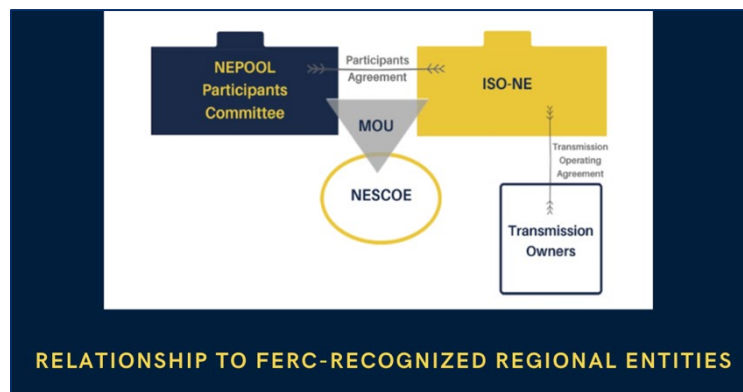 NEPOOL
Participants
Committee
Participants
Agreement
ISO-NE
MOU
Transmission
Operating
Agreement
NESCOE
Transmission
Owners
RELATIONSHIP TO FERC-RECOGNIZED REGIONAL ENTITIES